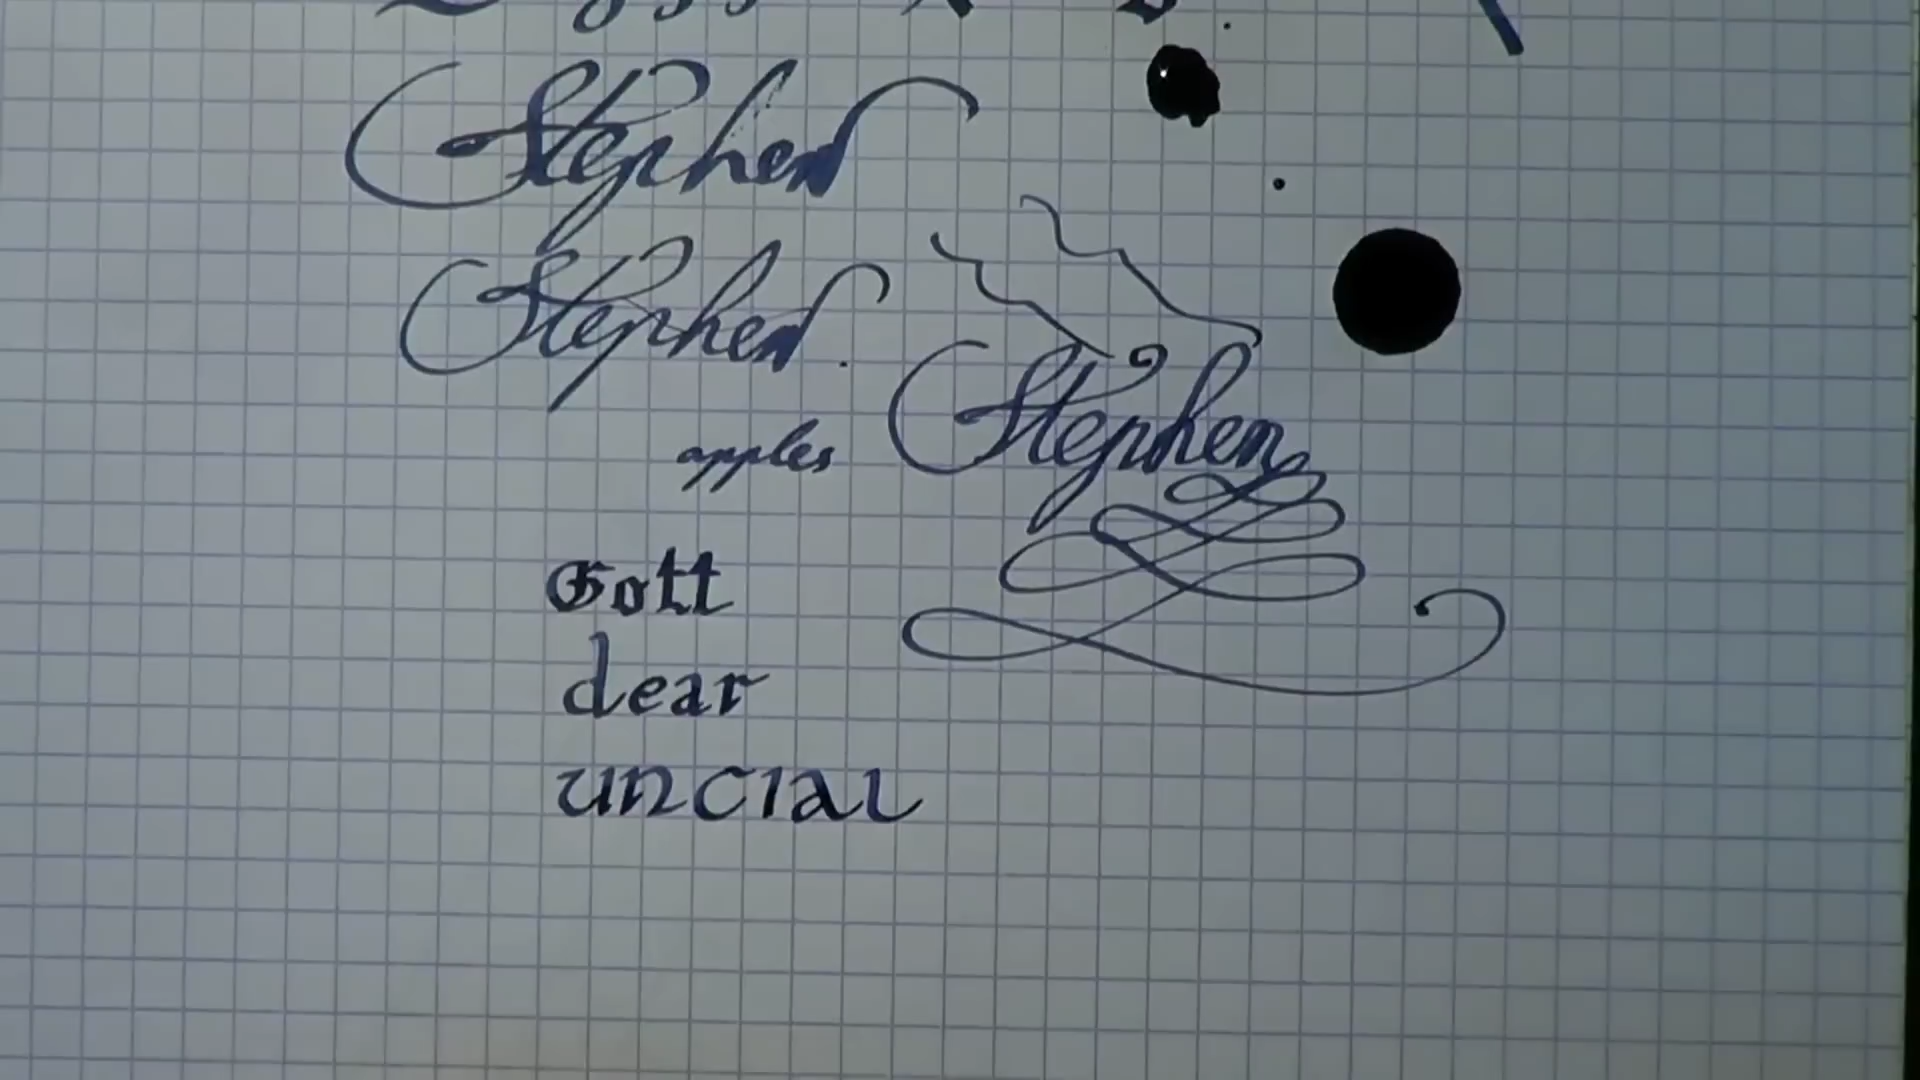 Stephen
Stephen.
Stephen
apples
Gott
dear
uncial